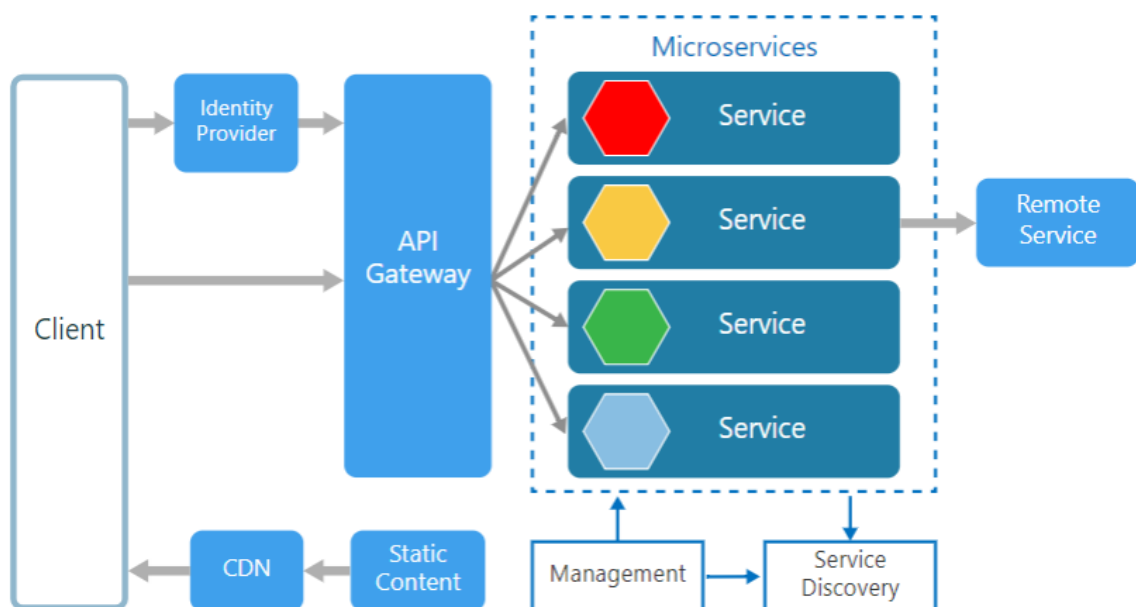 Microservices
Identity
Provider
Service
Service
Remote
Service
API
Gateway
Client
Service
Service
CDN
Static
Content
Management
Service
Discovery